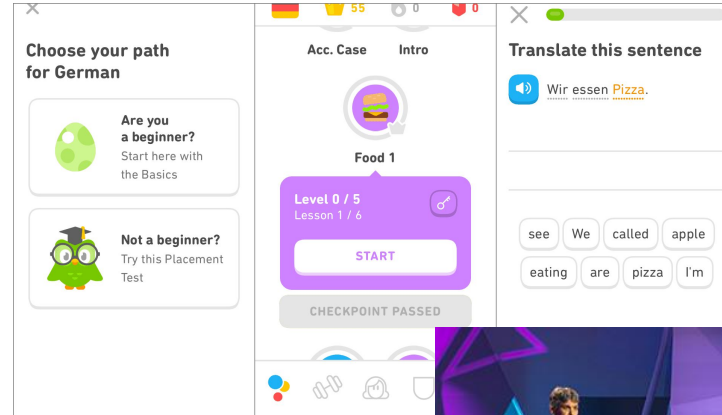 Choose your path
for German
Are you
a beginner?
Start here with
the Basics
Not a beginner?
Try this Placement
Test
55
0
0
Acc. Case Intro
Food 1
Level 0 / 5
Lesson 1 / 6
START
CHECKPOINT PASSED
Translate this sentence
Wir essen Pizza.
see We called apple
eating are pizza I'm